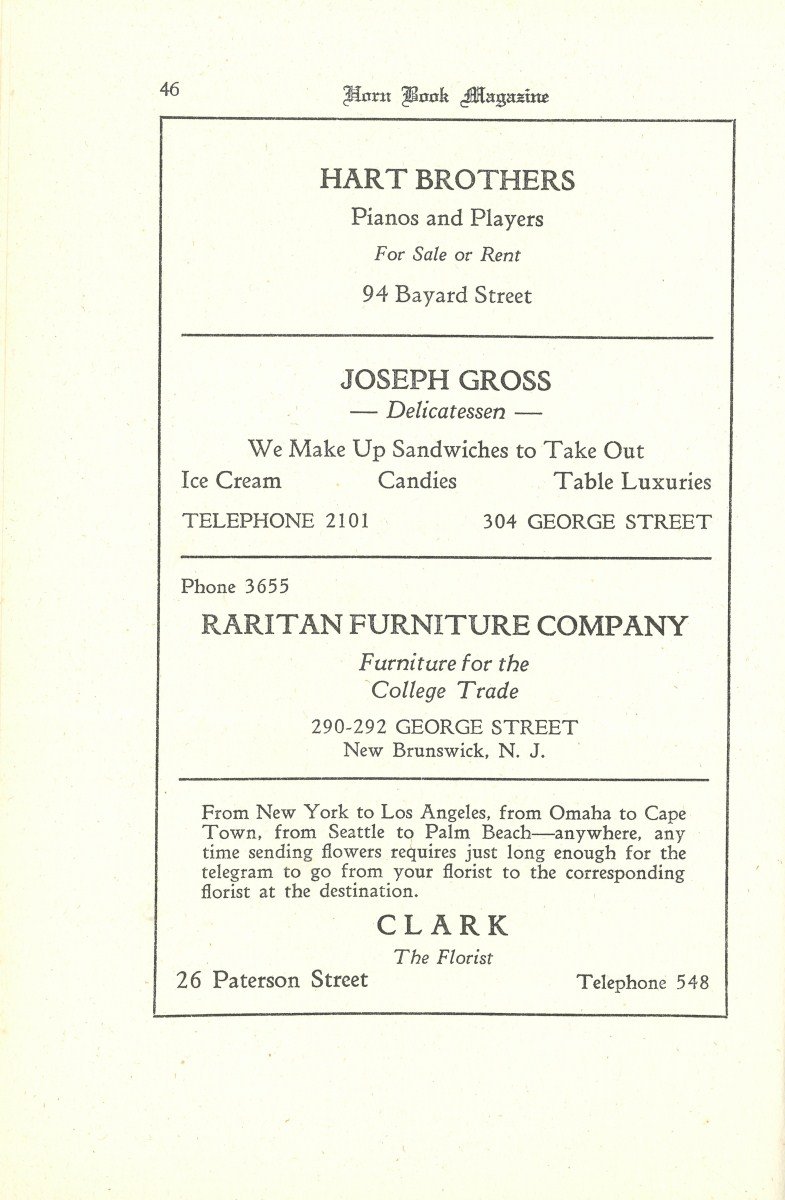 46
Horn Book Magazine
HART BROTHERS
Pianos and Players
For Sale or Rent
94 Bayard Street
JOSEPH GROSS
— Delicatessen —
We Make Up Sandwiches to Take Out
Ice Cream Candies Table Luxuries
TELEPHONE 2101 304 GEORGE STREET
Phone 3655
RARITAN FURNITURE COMPANY
Furniture for the
College Trade
290-292 GEORGE STREET
New Brunswick, N. J.
From New York to Los Angeles, from Omaha to Cape
Town, from Seattle to Palm Beach—anywhere, any
time sending flowers requires just long enough for the
telegram to go from your florist to the corresponding
florist at the destination.
CLARK
The Florist
26 Paterson Street Telephone 548